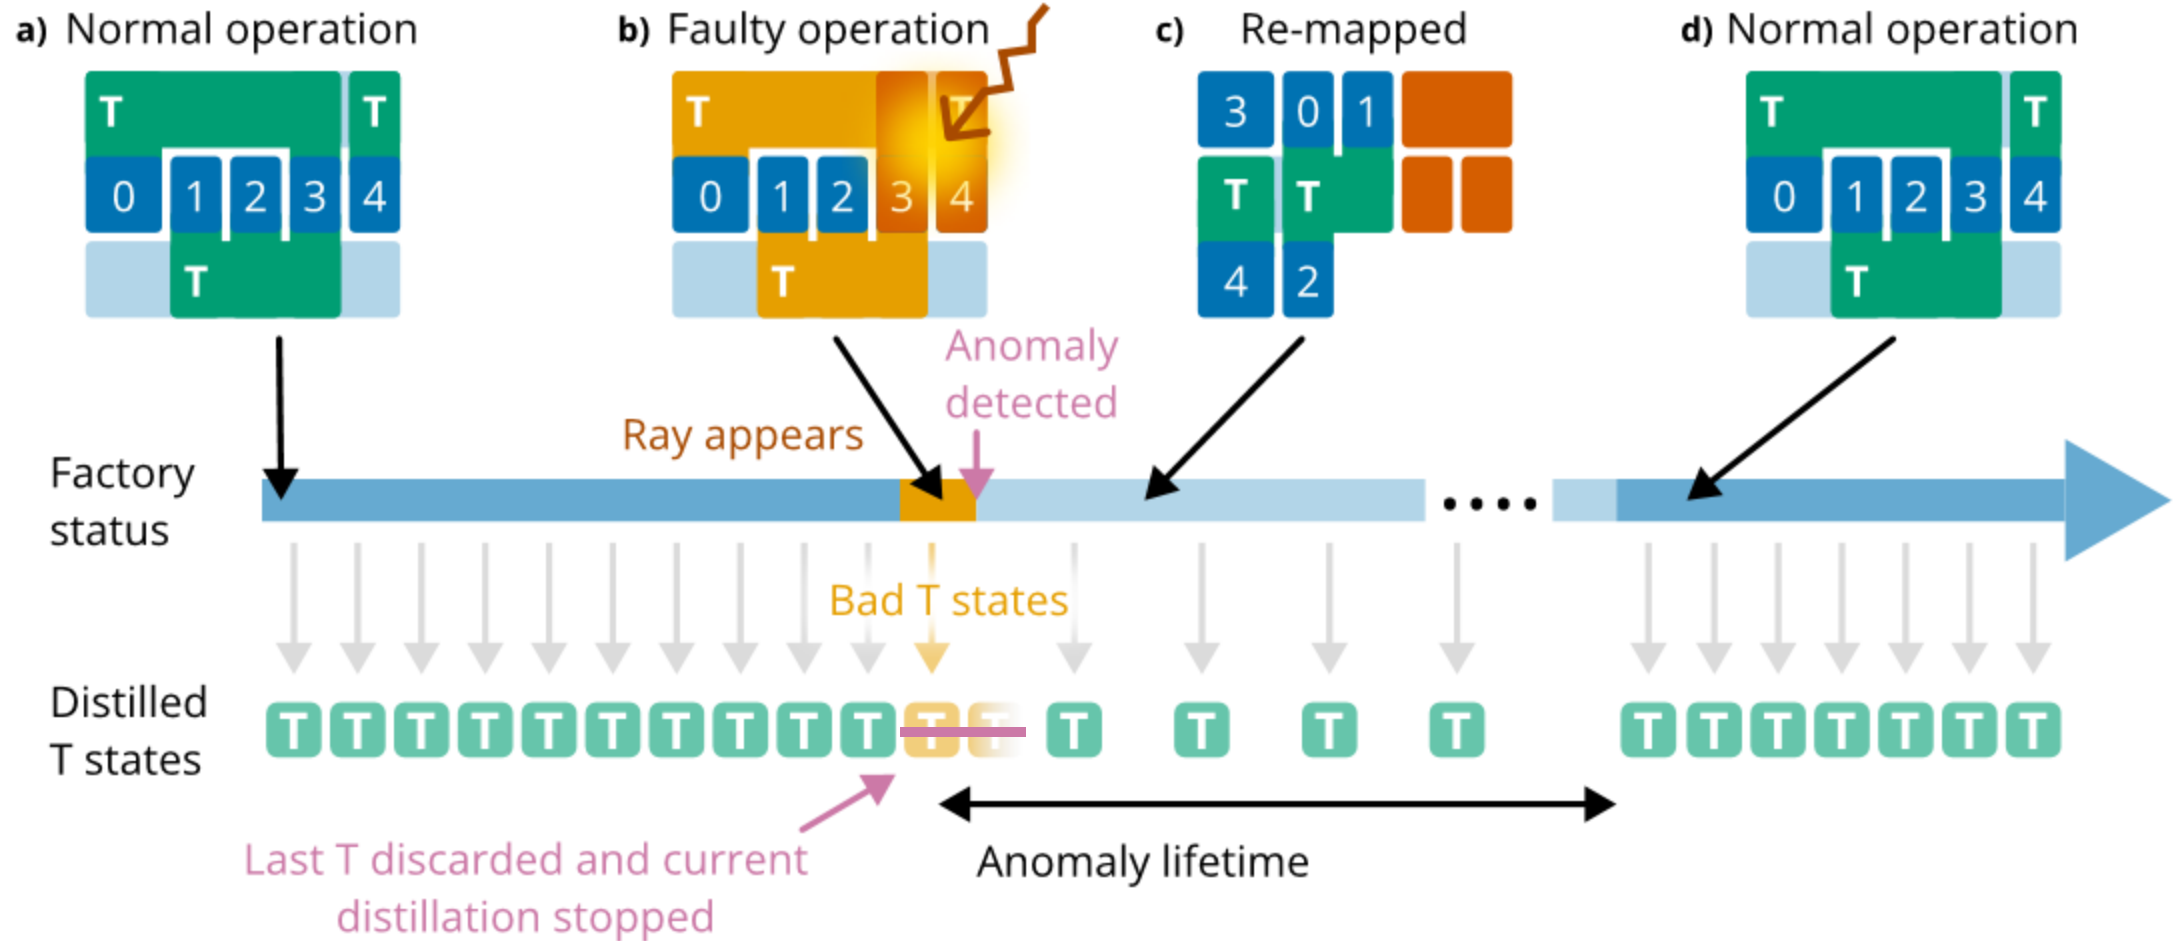 a) Normal operation
b) Faulty operation
c) Re-mapped
d) Normal operation
T T
0 1 2 3 4
T
T T
0 1 2 3 4
T
3 0 1
T T
4 2
T T
0 1 2 3 4
T
Anomaly
detected
Ray appears
Factory
status
....
Bad T states
Distilled
T states
T T T T T T T T T T T T T T T T T T T T T T T
Last T discarded and current
distillation stopped
Anomaly lifetime